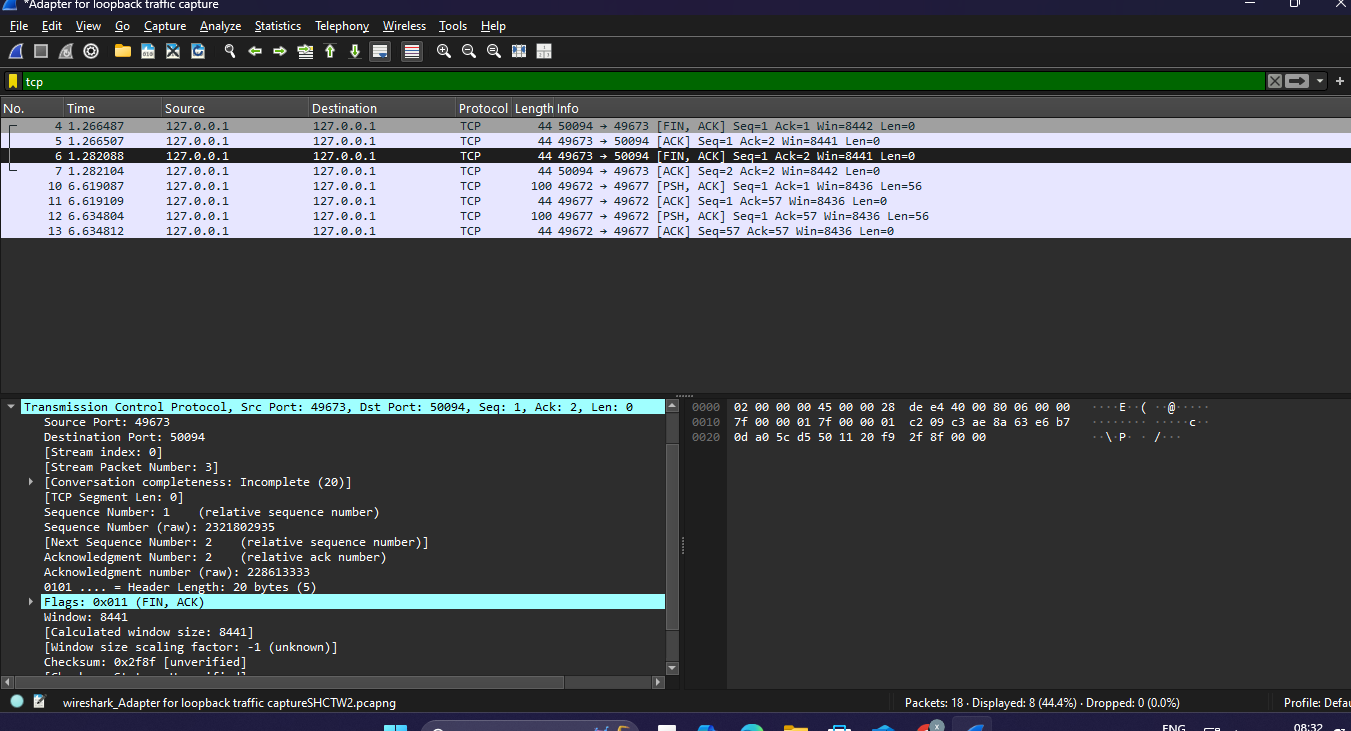 *Adapter for loopback traffic capture
File Edit View Go Capture Analyze Statistics Telephony Wireless Tools Help
tcp
No. Time Source Destination Protocol Length Info
4 1.266487 127.0.0.1 127.0.0.1 TCP 44 50094 → 49673 [FIN, ACK] Seq=1 Ack=1 Win=8442 Len=0
5 1.266507 127.0.0.1 127.0.0.1 TCP 44 49673 → 50094 [ACK] Seq=1 Ack=2 Win=8441 Len=0
6 1.282088 127.0.0.1 127.0.0.1 TCP 44 49673 → 50094 [FIN, ACK] Seq=1 Ack=2 Win=8441 Len=0
7 1.282104 127.0.0.1 127.0.0.1 TCP 44 50094 → 49673 [ACK] Seq=2 Ack=2 Win=8442 Len=0
10 6.619087 127.0.0.1 127.0.0.1 TCP 100 49672 → 49677 [PSH, ACK] Seq=1 Ack=1 Win=8436 Len=56
11 6.619109 127.0.0.1 127.0.0.1 TCP 44 49677 → 49672 [ACK] Seq=1 Ack=57 Win=8436 Len=0
12 6.634804 127.0.0.1 127.0.0.1 TCP 100 49677 → 49672 [PSH, ACK] Seq=1 Ack=57 Win=8436 Len=56
13 6.634812 127.0.0.1 127.0.0.1 TCP 44 49672 → 49677 [ACK] Seq=57 Ack=57 Win=8436 Len=0
Transmission Control Protocol, Src Port: 49673, Dst Port: 50094, Seq: 1, Ack: 2, Len: 0
Source Port: 49673
Destination Port: 50094
[Stream index: 0]
[Stream Packet Number: 3]
[Conversation completeness: Incomplete (20)]
[TCP Segment Len: 0]
Sequence Number: 1 (relative sequence number)
Sequence Number (raw): 2321802935
[Next Sequence Number: 2 (relative sequence number)]
Acknowledgment Number: 2 (relative ack number)
Acknowledgment number (raw): 228613333
0101 .... = Header Length: 20 bytes (5)
Flags: 0x011 (FIN, ACK)
Window: 8441
[Calculated window size: 8441]
[Window size scaling factor: -1 (unknown)]
Checksum: 0x2f8f [unverified]
0000 02 00 00 00 45 00 00 28 de e4 40 00 80 06 00 00 ····E··( ··@·····
0010 7f 00 00 01 7f 00 00 01 c2 09 c3 ae 8a 63 e6 b7 ········ ·····c··
0020 0d a0 5c d5 50 11 20 f9 2f 8f 00 00 ··\·P· · /···
wireshark_Adapter for loopback traffic captureSHCTW2.pcapng
Packets: 18 · Displayed: 8 (44.4%) · Dropped: 0 (0.0%)
Profile: Defau
ENG
08:32